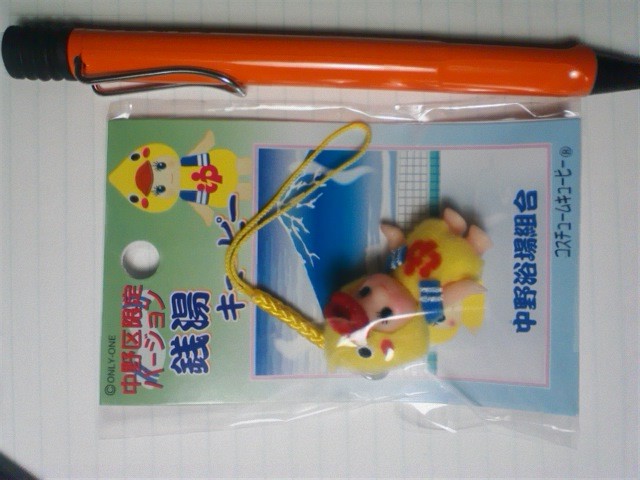 中野区限定
バージョン
銭湯
キューピー
ゆ
©ONLY-ONE
中野浴場組合
コスチュームキューピー®